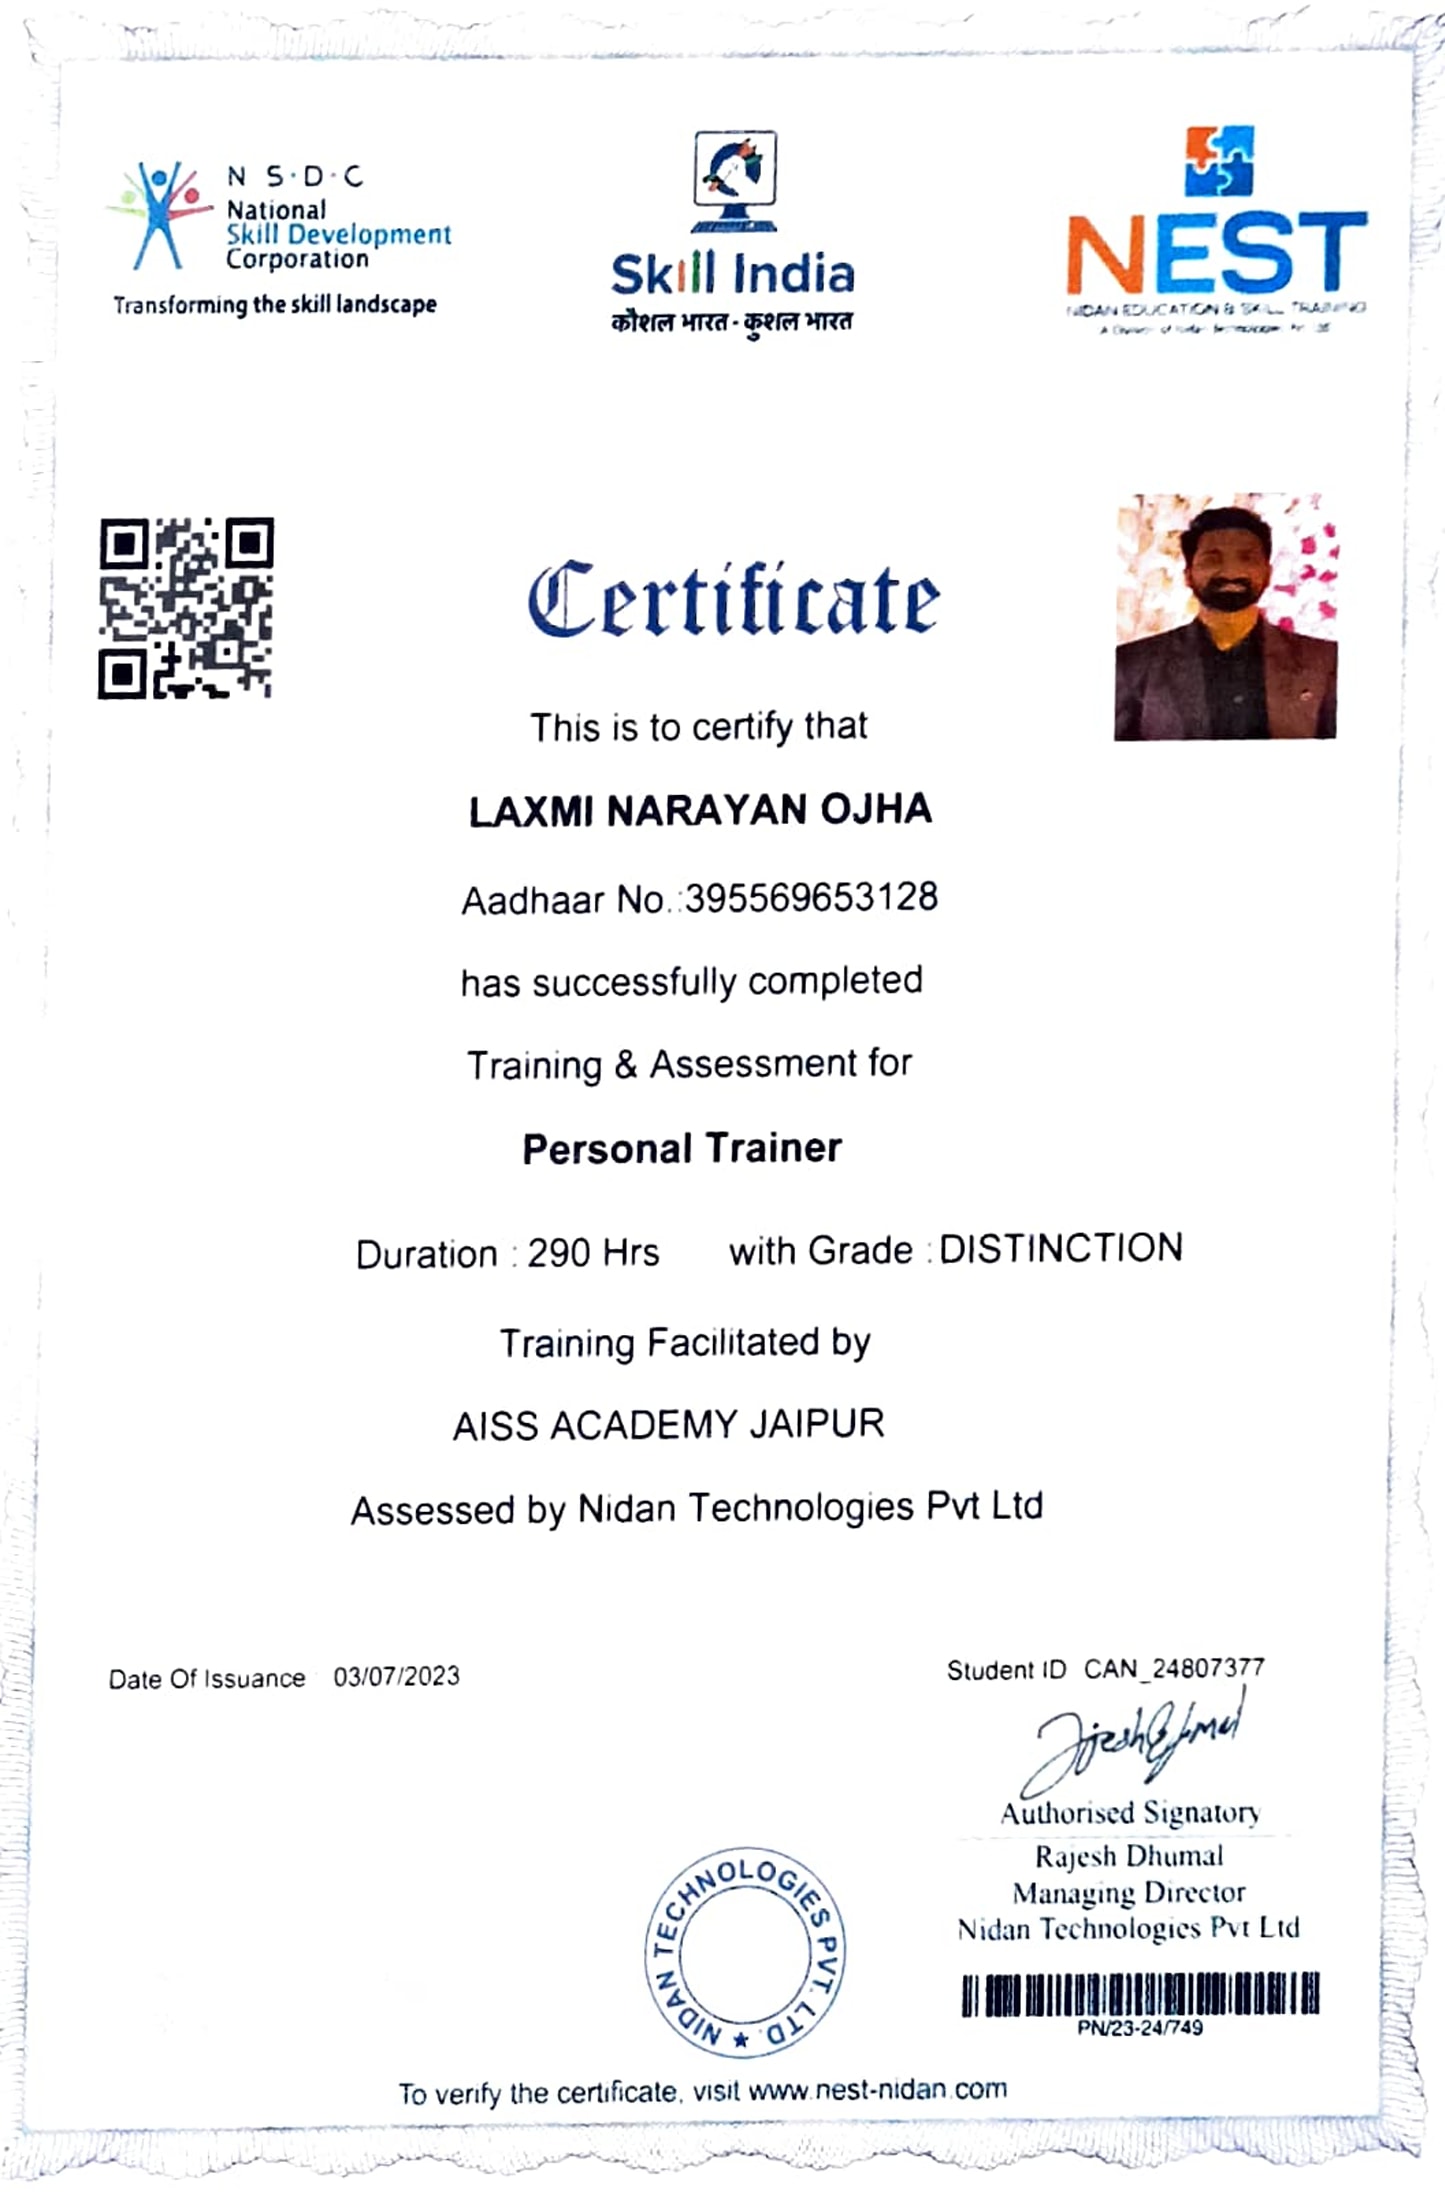 N S·D·C
National
Skill Development
Corporation
Transforming the skill landscape
Skill India
कौशल भारत - कुशल भारत
NEST
NIDAN EDUCATION & SKILL TRAINING
A Division of Nidan Technologies
Certificate
This is to certify that
LAXMI NARAYAN OJHA
Aadhaar No.:395569653128
has successfully completed
Training & Assessment for
Personal Trainer
Duration : 290 Hrs with Grade : DISTINCTION
Training Facilitated by
AISS ACADEMY JAIPUR
Assessed by Nidan Technologies Pvt Ltd
Date Of Issuance 03/07/2023
Student ID CAN_24807377
Authorised Signatory
Rajesh Dhumal
Managing Director
Nidan Technologies Pvt Ltd
NIDAN TECHNOLOGIES PVT. LTD. ★
PN/23-24/749
To verify the certificate, visit www.nest-nidan.com